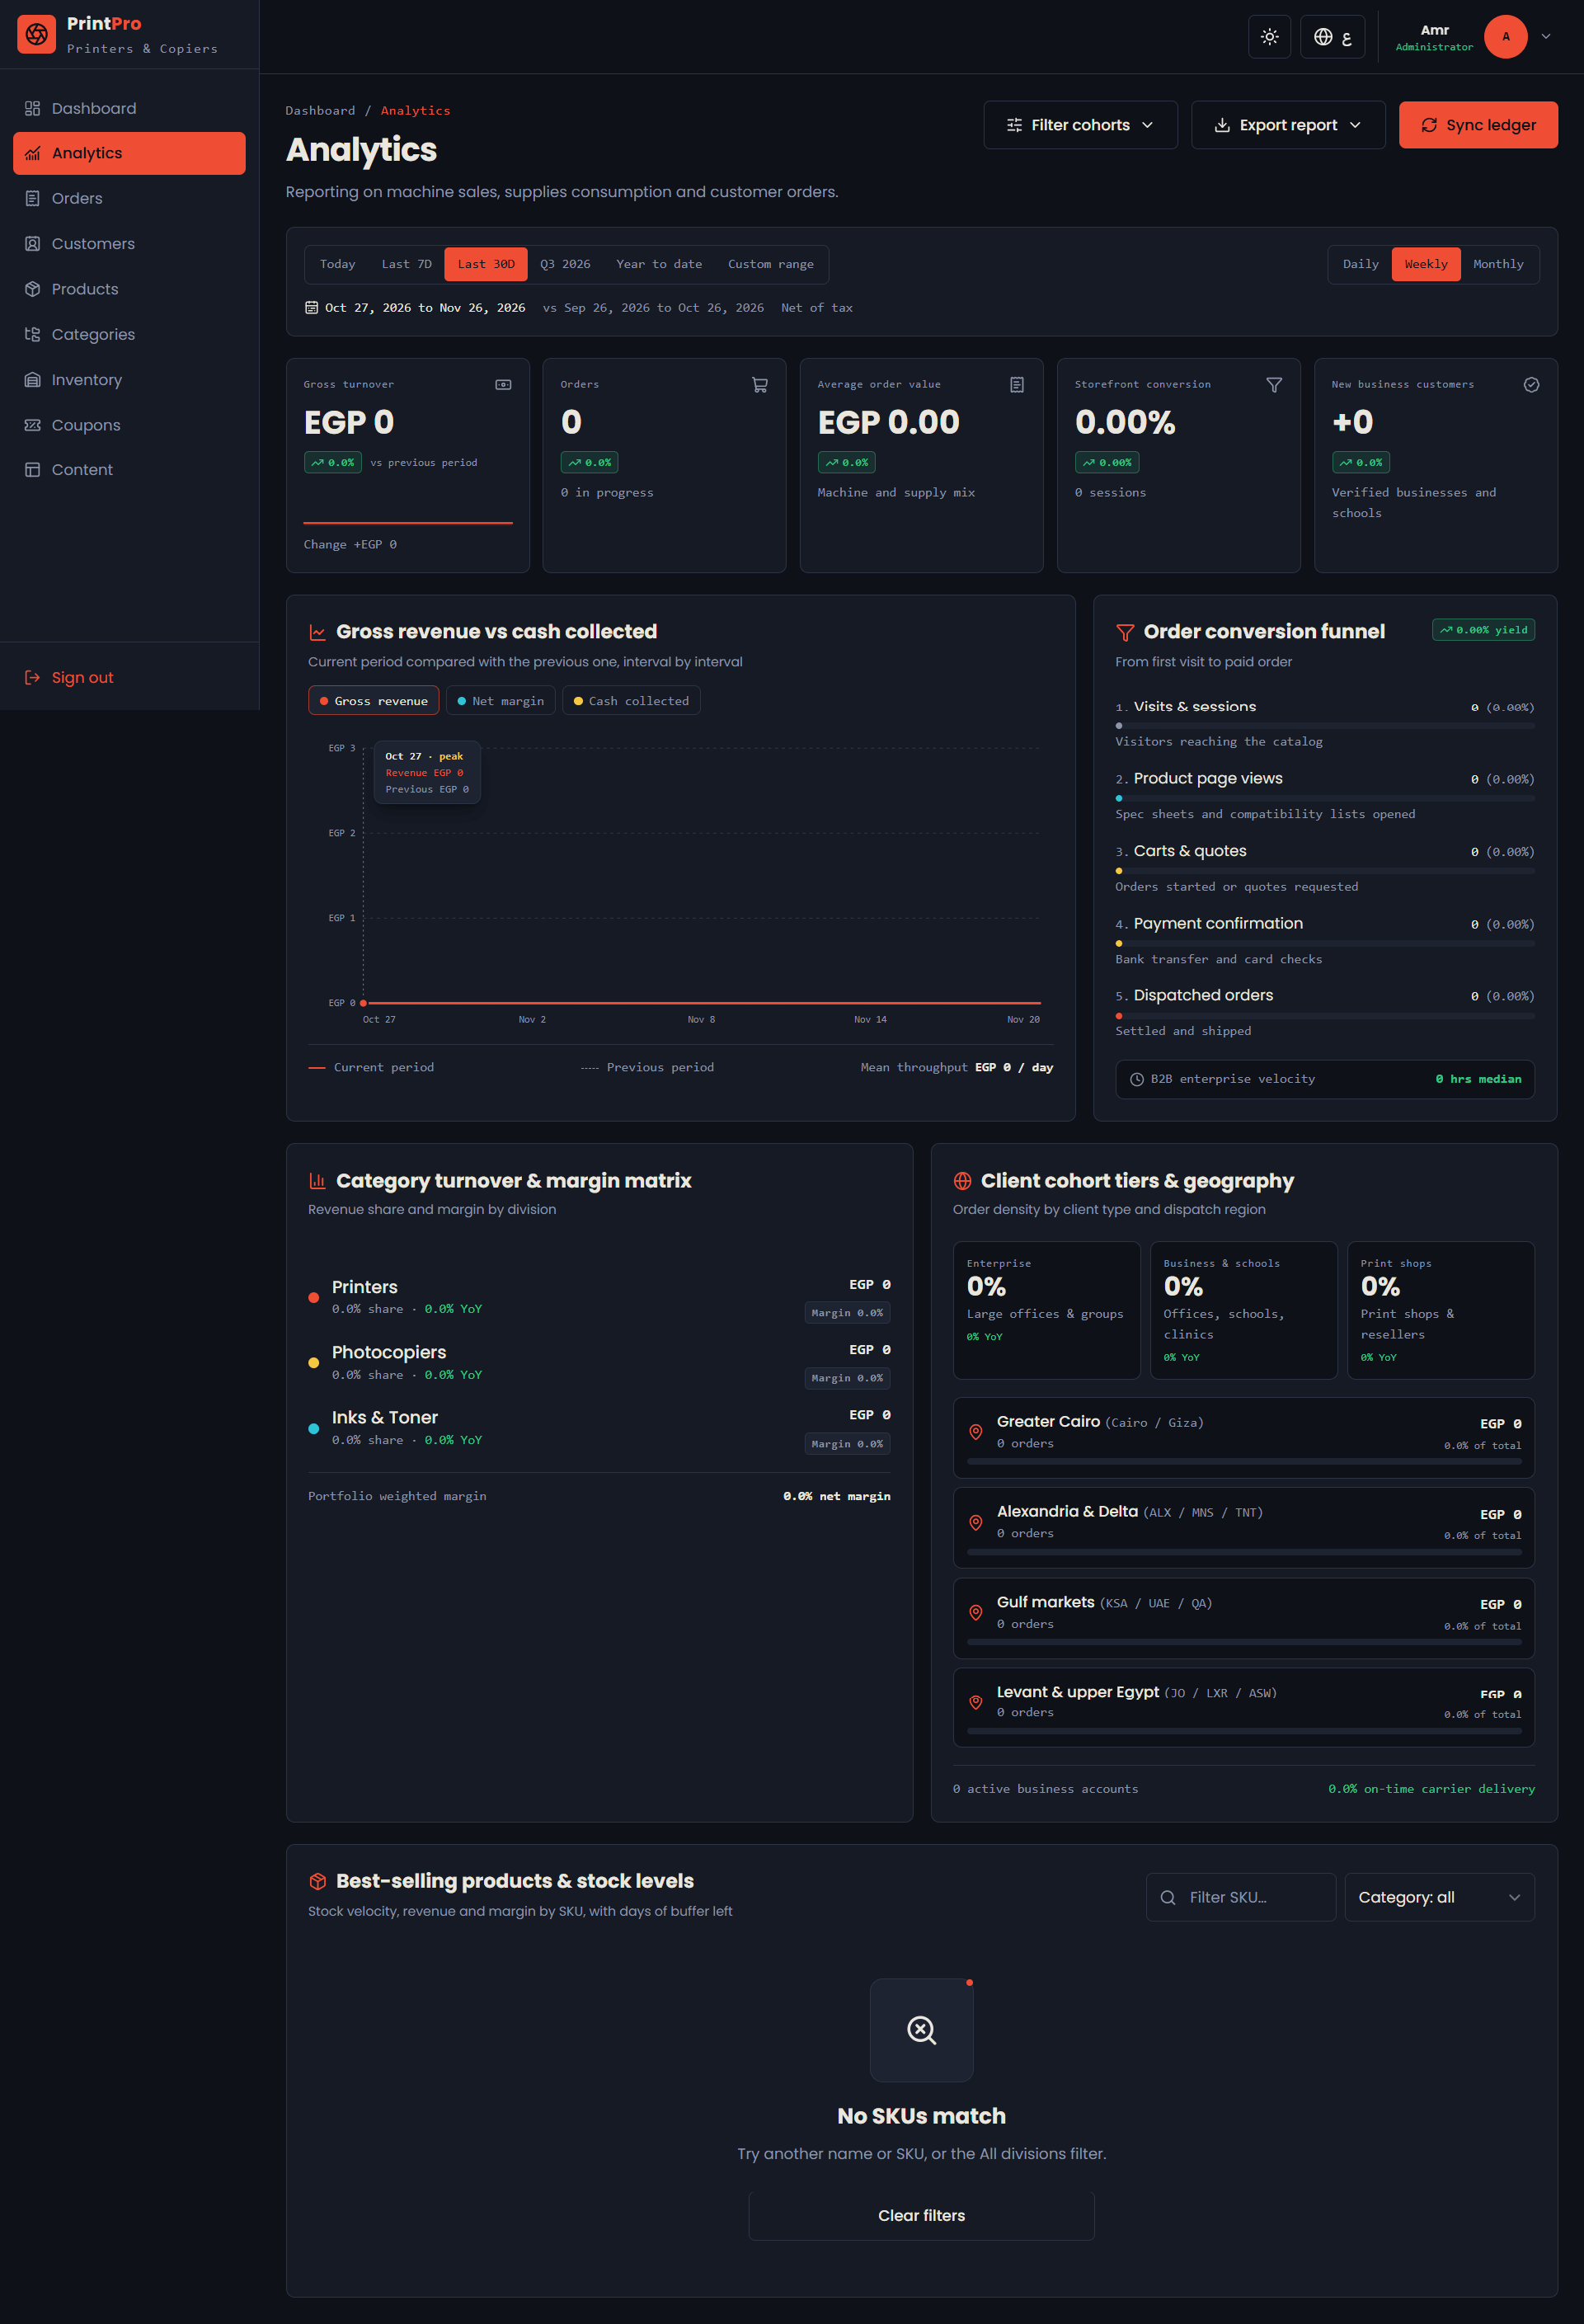 PrintPro
Printers & Copiers
ع
Amr
Administrator
A
Dashboard
Analytics
Orders
Customers
Products
Categories
Inventory
Coupons
Content
Sign out
Dashboard / Analytics
Analytics
Reporting on machine sales, supplies consumption and customer orders.
Filter cohorts
Export report
Sync ledger
Today Last 7D Last 30D Q3 2026 Year to date Custom range
Daily Weekly Monthly
Oct 27, 2026 to Nov 26, 2026 vs Sep 26, 2026 to Oct 26, 2026 Net of tax
Gross turnover
EGP 0
0.0% vs previous period
Change +EGP 0
Orders
0
0.0%
0 in progress
Average order value
EGP 0.00
0.0%
Machine and supply mix
Storefront conversion
0.00%
0.00%
0 sessions
New business customers
+0
0.0%
Verified businesses and
schools
Gross revenue vs cash collected
Current period compared with the previous one, interval by interval
Gross revenue Net margin Cash collected
EGP 3
EGP 2
EGP 1
EGP 0
Oct 27 · peak
Revenue EGP 0
Previous EGP 0
Oct 27 Nov 2 Nov 8 Nov 14 Nov 20
Current period Previous period Mean throughput EGP 0 / day
Order conversion funnel
0.00% yield
From first visit to paid order
1. Visits & sessions 0 (0.00%)
Visitors reaching the catalog
2. Product page views 0 (0.00%)
Spec sheets and compatibility lists opened
3. Carts & quotes 0 (0.00%)
Orders started or quotes requested
4. Payment confirmation 0 (0.00%)
Bank transfer and card checks
5. Dispatched orders 0 (0.00%)
Settled and shipped
B2B enterprise velocity 0 hrs median
Category turnover & margin matrix
Revenue share and margin by division
Printers EGP 0
0.0% share · 0.0% YoY Margin 0.0%
Photocopiers EGP 0
0.0% share · 0.0% YoY Margin 0.0%
Inks & Toner EGP 0
0.0% share · 0.0% YoY Margin 0.0%
Portfolio weighted margin 0.0% net margin
Client cohort tiers & geography
Order density by client type and dispatch region
Enterprise
0%
Large offices & groups
0% YoY
Business & schools
0%
Offices, schools,
clinics
0% YoY
Print shops
0%
Print shops &
resellers
0% YoY
Greater Cairo (Cairo / Giza) EGP 0
0 orders 0.0% of total
Alexandria & Delta (ALX / MNS / TNT) EGP 0
0 orders 0.0% of total
Gulf markets (KSA / UAE / QA) EGP 0
0 orders 0.0% of total
Levant & upper Egypt (JO / LXR / ASW) EGP 0
0 orders 0.0% of total
0 active business accounts 0.0% on-time carrier delivery
Best-selling products & stock levels
Stock velocity, revenue and margin by SKU, with days of buffer left
Filter SKU...
Category: all
No SKUs match
Try another name or SKU, or the All divisions filter.
Clear filters